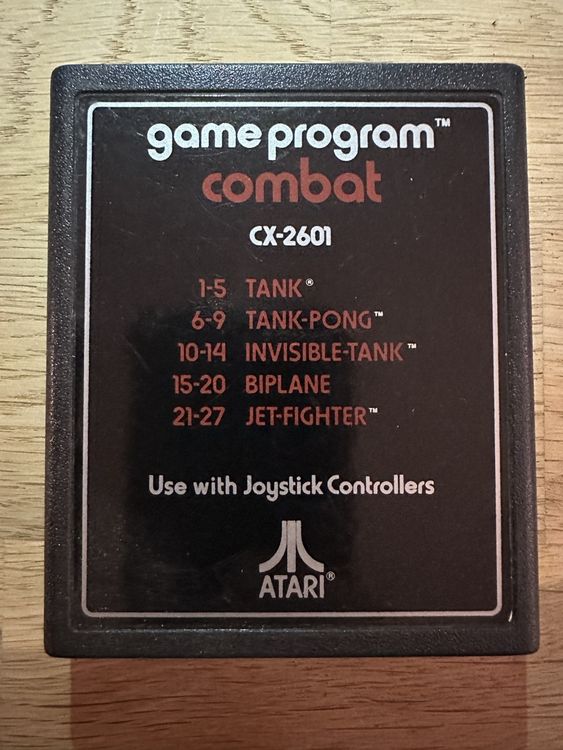 game program™
combat
CX-2601
1-5 TANK®
6-9 TANK-PONG™
10-14 INVISIBLE-TANK™
15-20 BIPLANE
21-27 JET-FIGHTER™
Use with Joystick Controllers
ATARI®